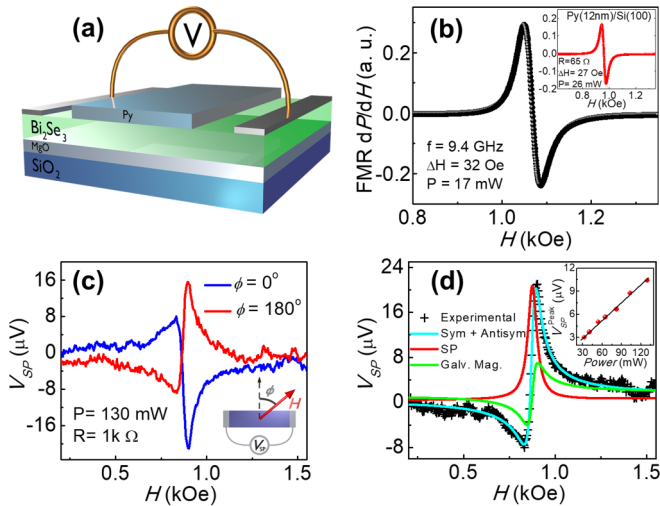 (a)
V
Py
Bi2Se3
MgO
SiO2
(b)
FMR dP/dH (a. u.)
0.2
0.0
-0.2
0.8
1.0
1.2
H (kOe)
f = 9.4 GHz
ΔH = 32 Oe
P = 17 mW
Py(12nm)/Si(100)
0.2
0.1
0.0
-0.1
-0.2
R=65 Ω
ΔH= 27 Oe
P= 26 mW
0.8
1.0
H (kOe)
(c)
VSP (μV)
16
8
0
-8
-16
0.5
1.0
1.5
H (kOe)
ϕ = 0°
ϕ = 180°
P= 130 mW
R= 1k Ω
ϕ
H
VSP
(d)
VSP (μV)
24
16
8
0
-8
0.5
1.0
1.5
H (kOe)
Experimental
Sym + Antisym
SP
Galv. Mag.
VSP Peak (μV)
12
9
6
3
30
60
90
120
Power (mW)